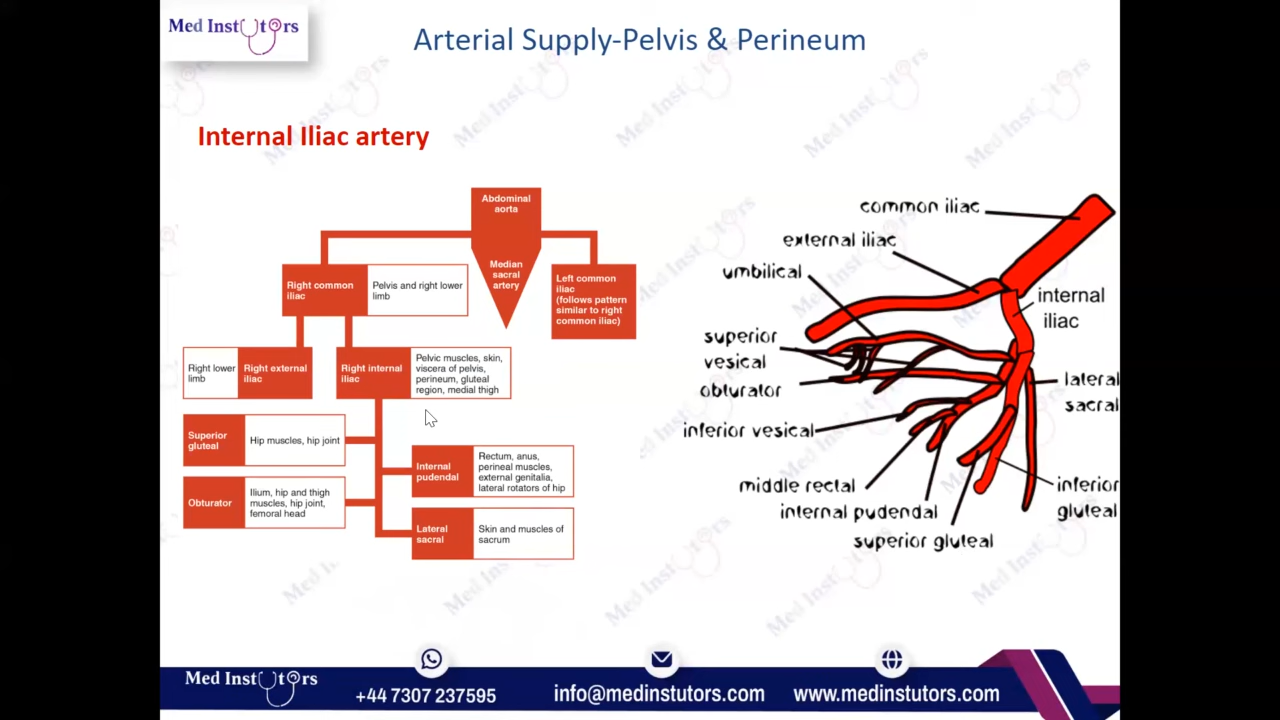 Med Instutors
Arterial Supply-Pelvis & Perineum
Internal Iliac artery
Abdominal
aorta
Median
sacral
artery
Right common
iliac
Pelvis and right lower
limb
Left common
iliac
(follows pattern
similar to right
common iliac)
Right lower
limb
Right external
iliac
Right internal
iliac
Pelvic muscles, skin,
viscera of pelvis,
perineum, gluteal
region, medial thigh
Superior
gluteal
Hip muscles, hip joint
Internal
pudendal
Rectum, anus,
perineal muscles,
external genitalia,
lateral rotators of hip
Obturator
Ilium, hip and thigh
muscles, hip joint,
femoral head
Lateral
sacral
Skin and muscles of
sacrum
common iliac
external iliac
umbilical
internal
iliac
superior
vesical
obturator
lateral
sacral
inferior vesical
middle rectal
internal pudendal
superior gluteal
inferior
gluteal
Med Instutors
+44 7307 237595
info@medinstutors.com
www.medinstutors.com